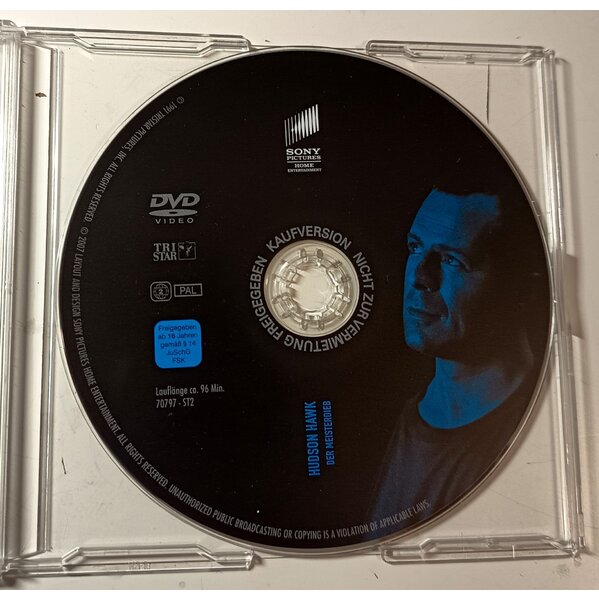 SONY
PICTURES
HOME
ENTERTAINMENT
DVD
VIDEO
TRI
STAR
2
PAL
Freigegeben
ab 16 Jahren
gemäß § 14
JuSchG
FSK
Lauflänge ca. 96 Min.
70797 - ST2
KAUFVERSION NICHT ZUR VERMIETUNG FREIGEGEBEN
HUDSON HAWK
DER MEISTERDIEB
© 1991 TRISTAR PICTURES, INC. ALL RIGHTS RESERVED. © 2007 LAYOUT AND DESIGN SONY PICTURES HOME ENTERTAINMENT. ALL RIGHTS RESERVED. UNAUTHORIZED PUBLIC BROADCASTING OR COPYING IS A VIOLATION OF APPLICABLE LAWS.